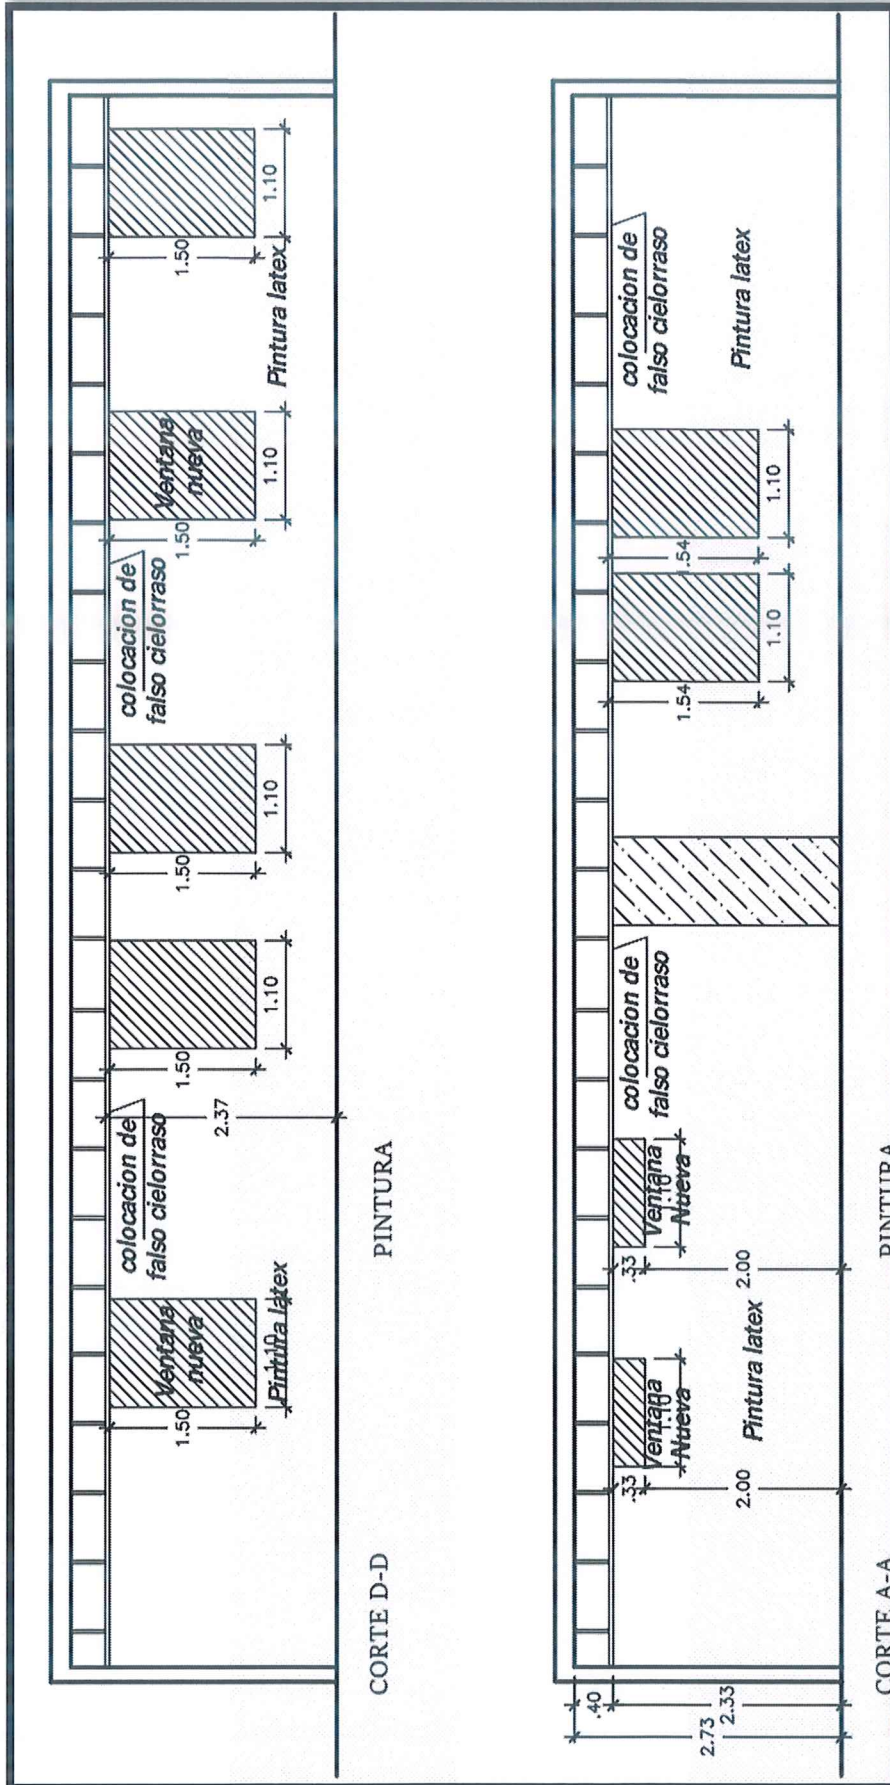 1.50
Ventana
nueva
1.10
Pintura latex
colocacion de
falso cielorraso
2.37
1.50
1.10
1.50
1.10
colocacion de
falso cielorraso
1.50
Ventana
nueva
1.10
Pintura latex
1.50
1.10
CORTE D-D
PINTURA
.40
2.33
2.73
.33
2.00
Ventana
Nueva
1.10
Pintura latex
.33
2.00
Ventana
Nueva
1.10
colocacion de
falso cielorraso
1.54
1.10
1.54
1.10
colocacion de
falso cielorraso
Pintura latex
CORTE A-A
PINTURA